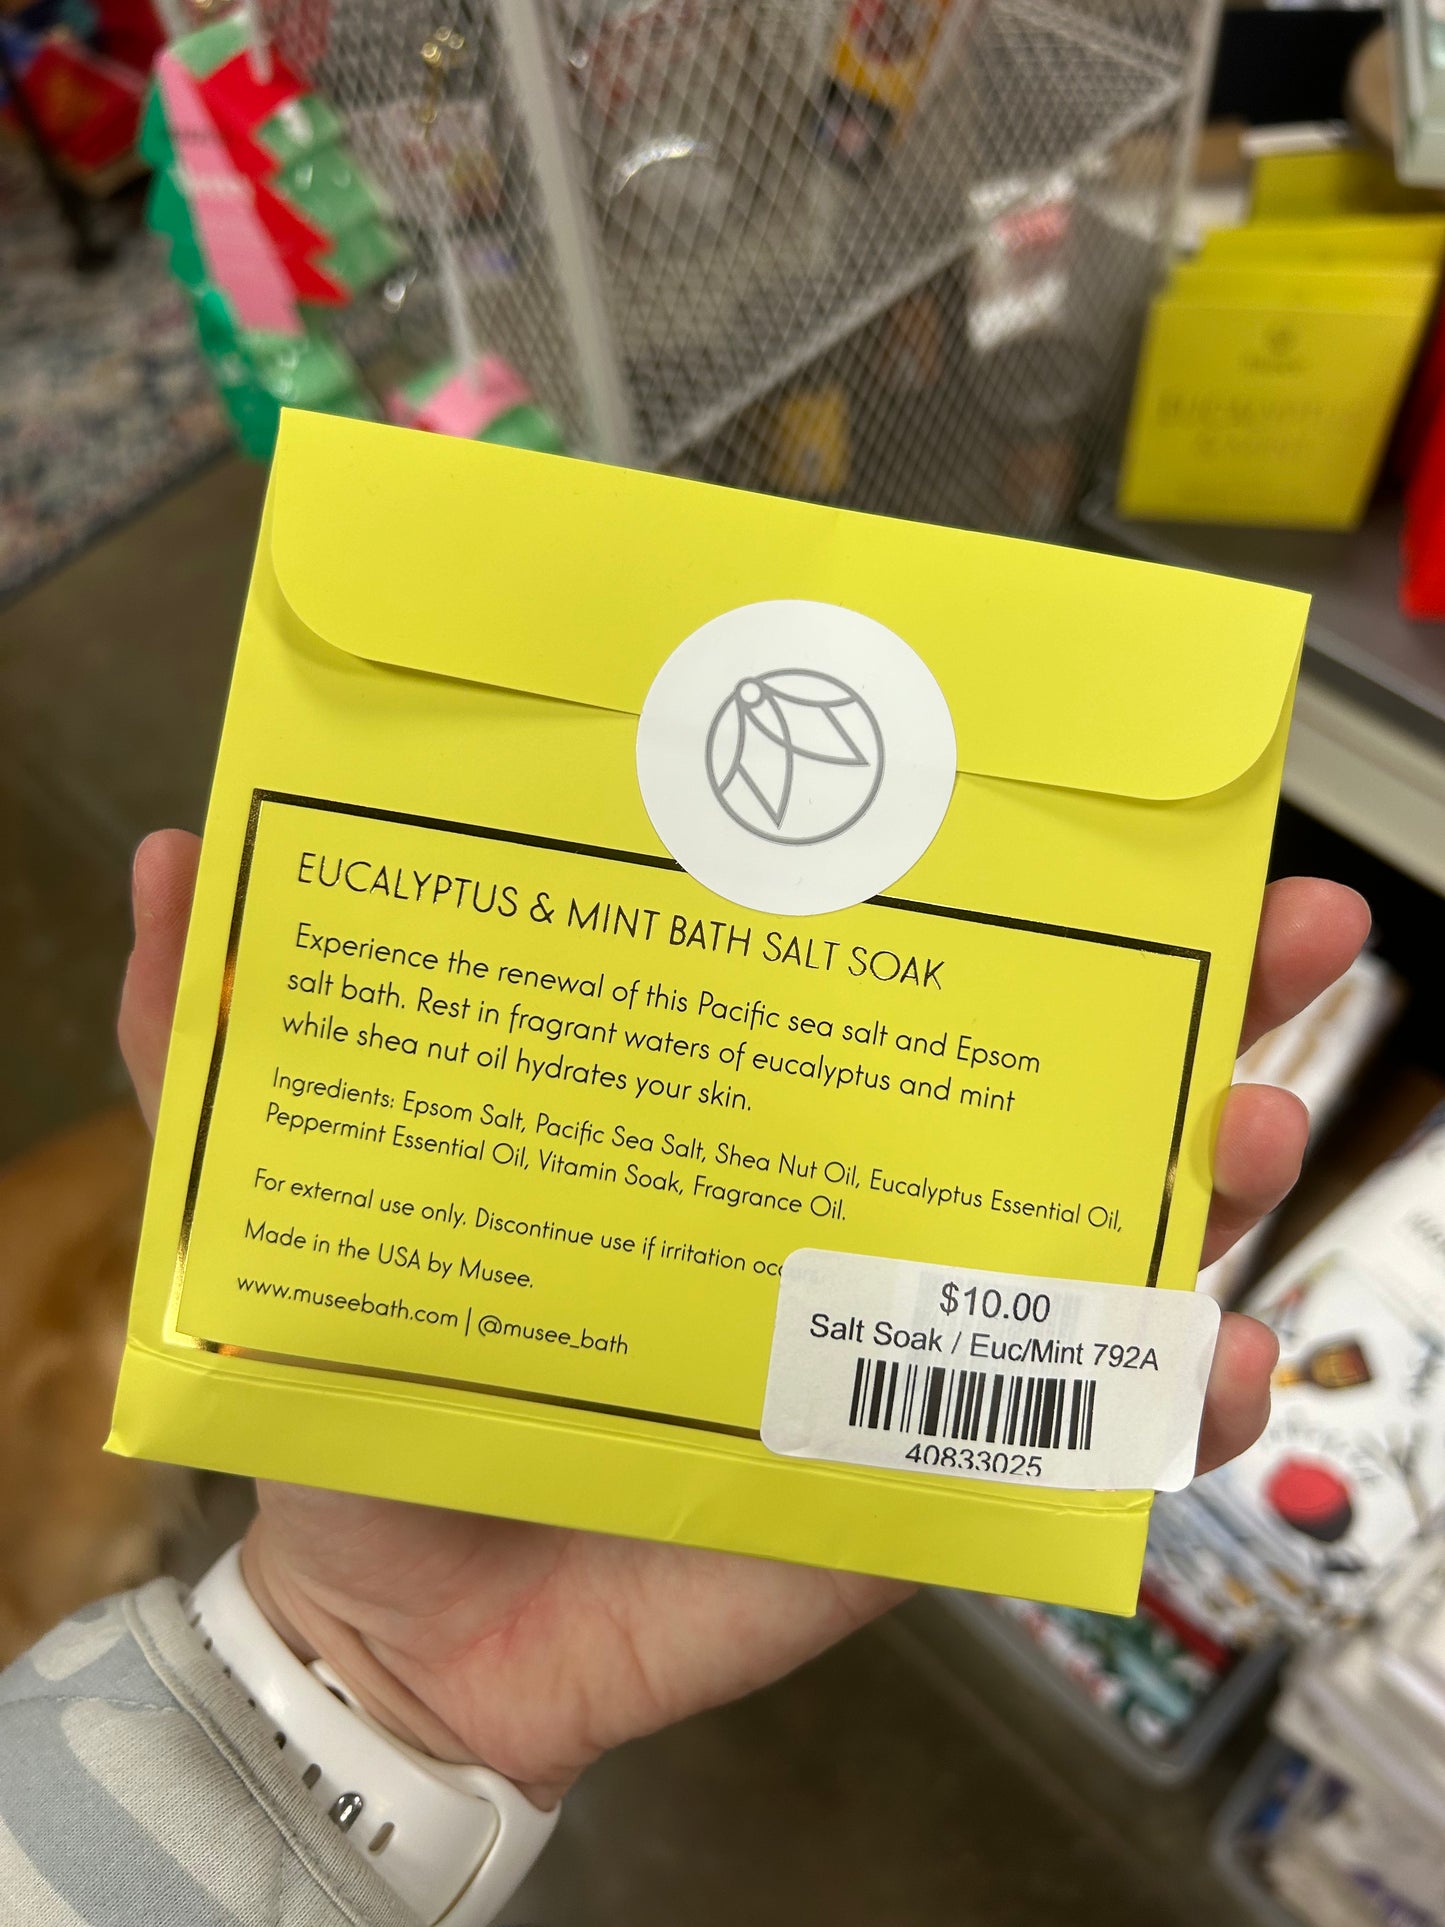 EUCALYPTUS & MINT BATH SALT SOAK
Experience the renewal of this Pacific sea salt and Epsom
salt bath. Rest in fragrant waters of eucalyptus and mint
while shea nut oil hydrates your skin.
Ingredients: Epsom Salt, Pacific Sea Salt, Shea Nut Oil, Eucalyptus Essential Oil,
Peppermint Essential Oil, Vitamin Soak, Fragrance Oil.
For external use only. Discontinue use if irritation
Made in the USA by Musee.
www.museebath.com | @musee_bath
$10.00
Salt Soak / Euc/Mint 792A
40833025